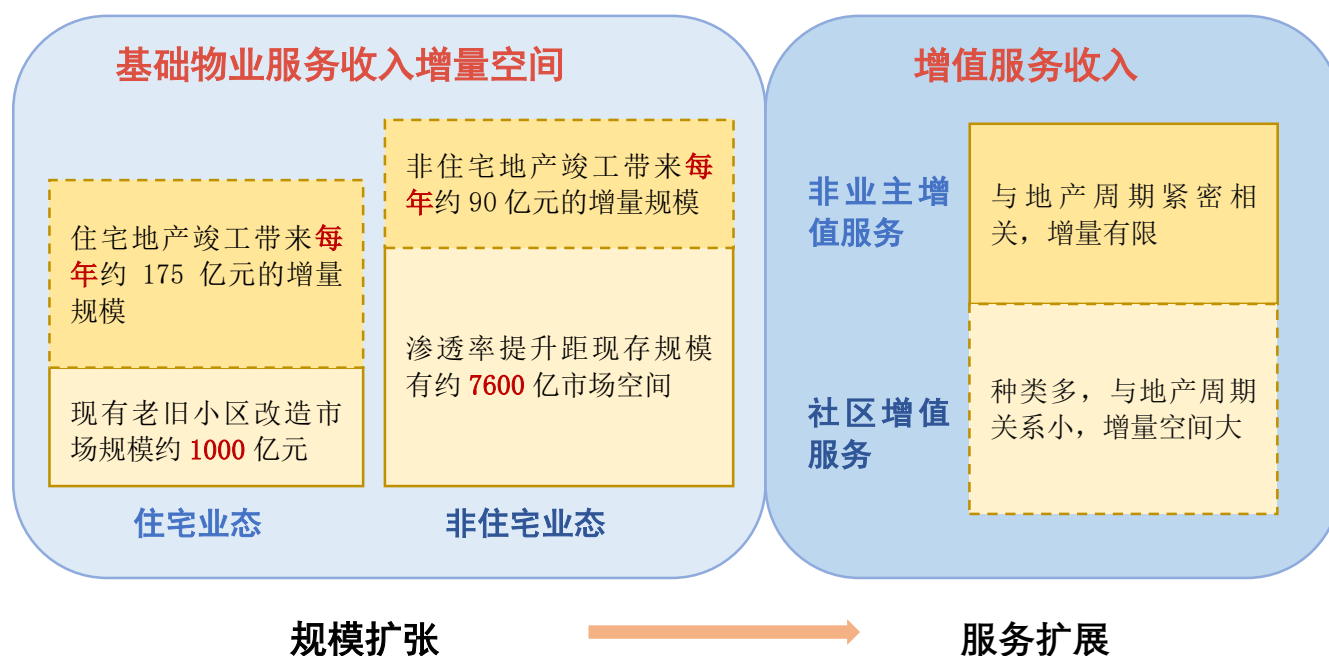 基础物业服务收入增量空间
住宅地产竣工带来每
年约 175 亿元的增量
规模
现有老旧小区改造市
场规模约 1000 亿元
住宅业态
非住宅地产竣工带来每
年约 90 亿元的增量规模
渗透率提升距现存规模
有约 7600 亿市场空间
非住宅业态
增值服务收入
非业主增
值服务
与地产周期紧密相
关，增量有限
社区增值
服务
种类多，与地产周期
关系小，增量空间大
规模扩张
服务扩展